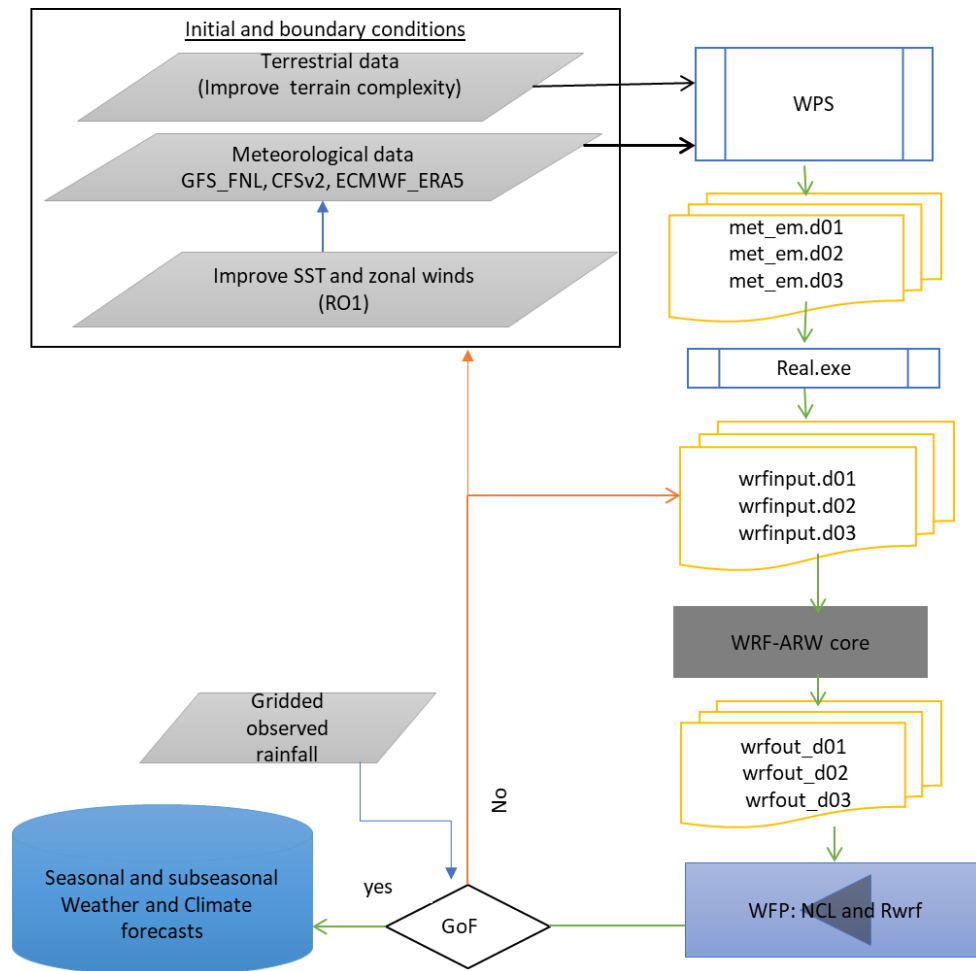 Initial and boundary conditions
Terrestrial data
(Improve terrain complexity)
Meteorological data
GFS_FNL, CFSv2, ECMWF_ERA5
Improve SST and zonal winds
(RO1)
WPS
met_em.d01
met_em.d02
met_em.d03
Real.exe
wrfinput.d01
wrfinput.d02
wrfinput.d03
WRF-ARW core
wrfout_d01
wrfout_d02
wrfout_d03
WFP: NCL and Rwrf
Gridded
observed
rainfall
No
GoF
yes
Seasonal and subseasonal
Weather and Climate
forecasts